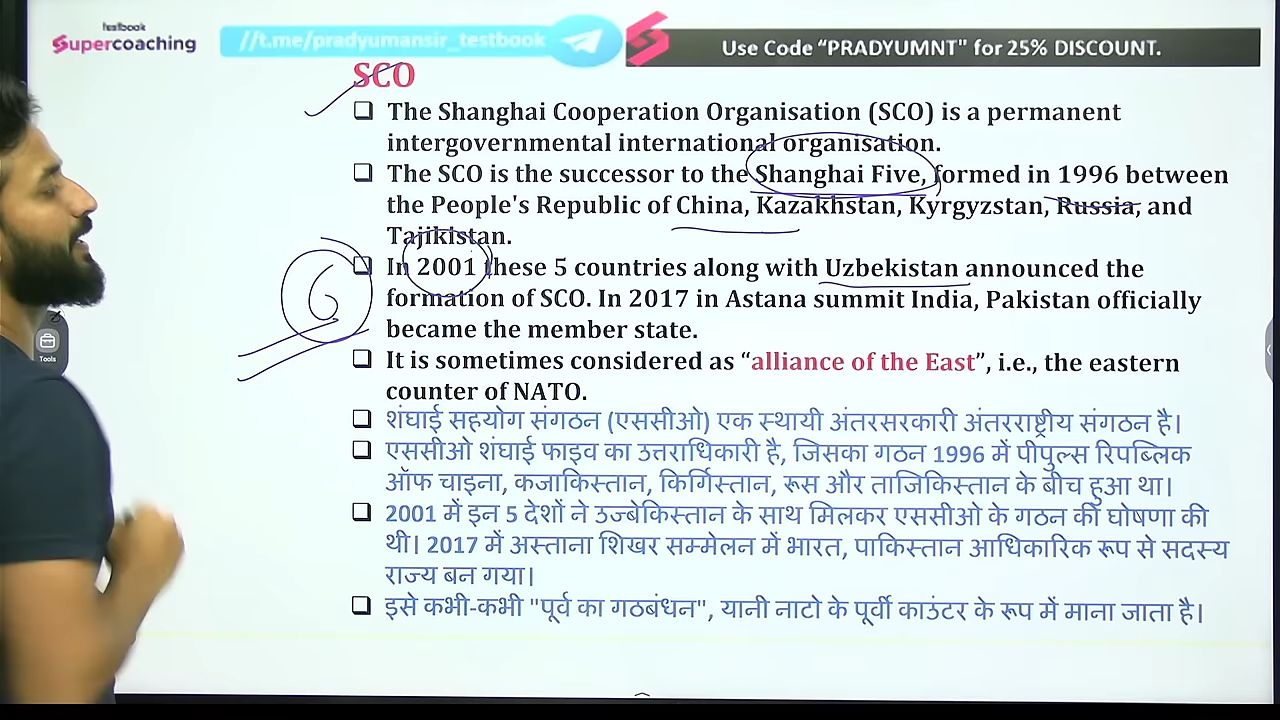 testbook
Supercoaching
//t.me/pradyumansir_testbook
Use Code “PRADYUMNT" for 25% DISCOUNT.
SCO
The Shanghai Cooperation Organisation (SCO) is a permanent
intergovernmental international organisation.
The SCO is the successor to the Shanghai Five, formed in 1996 between
the People's Republic of China, Kazakhstan, Kyrgyzstan, Russia, and
Tajikistan.
In 2001 these 5 countries along with Uzbekistan announced the
formation of SCO. In 2017 in Astana summit India, Pakistan officially
became the member state.
6
It is sometimes considered as “alliance of the East”, i.e., the eastern
counter of NATO.
Tools
शंघाई सहयोग संगठन (एससीओ) एक स्थायी अंतरसरकारी अंतरराष्ट्रीय संगठन है।
एससीओ शंघाई फाइव का उत्तराधिकारी है, जिसका गठन 1996 में पीपुल्स रिपब्लिक
ऑफ चाइना, कजाकिस्तान, किर्गिस्तान, रूस और ताजिकिस्तान के बीच हुआ था।
2001 में इन 5 देशों ने उज्बेकिस्तान के साथ मिलकर एससीओ के गठन की घोषणा की
थी। 2017 में अस्ताना शिखर सम्मेलन में भारत, पाकिस्तान आधिकारिक रूप से सदस्य
राज्य बन गया।
इसे कभी-कभी "पूर्व का गठबंधन", यानी नाटो के पूर्वी काउंटर के रूप में माना जाता है।